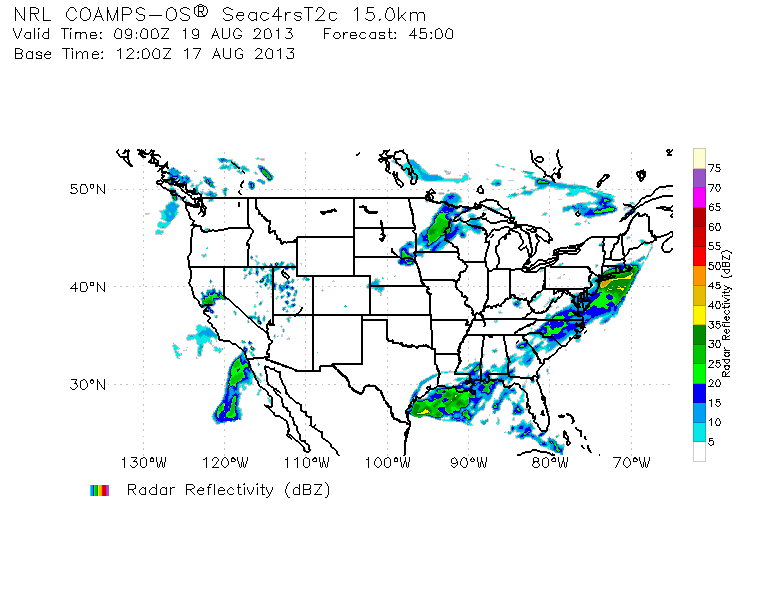 NRL COAMPS-OS® Seac4rsT2c 15.0km
Valid Time: 09:00Z 19 AUG 2013 Forecast: 45:00
Base Time: 12:00Z 17 AUG 2013
50°N
40°N
30°N
130°W 120°W 110°W 100°W 90°W 80°W 70°W
75
70
65
60
55
50
45
40
35
30
25
20
15
10
5
Radar Reflectivity (dBZ)
Radar Reflectivity (dBZ)